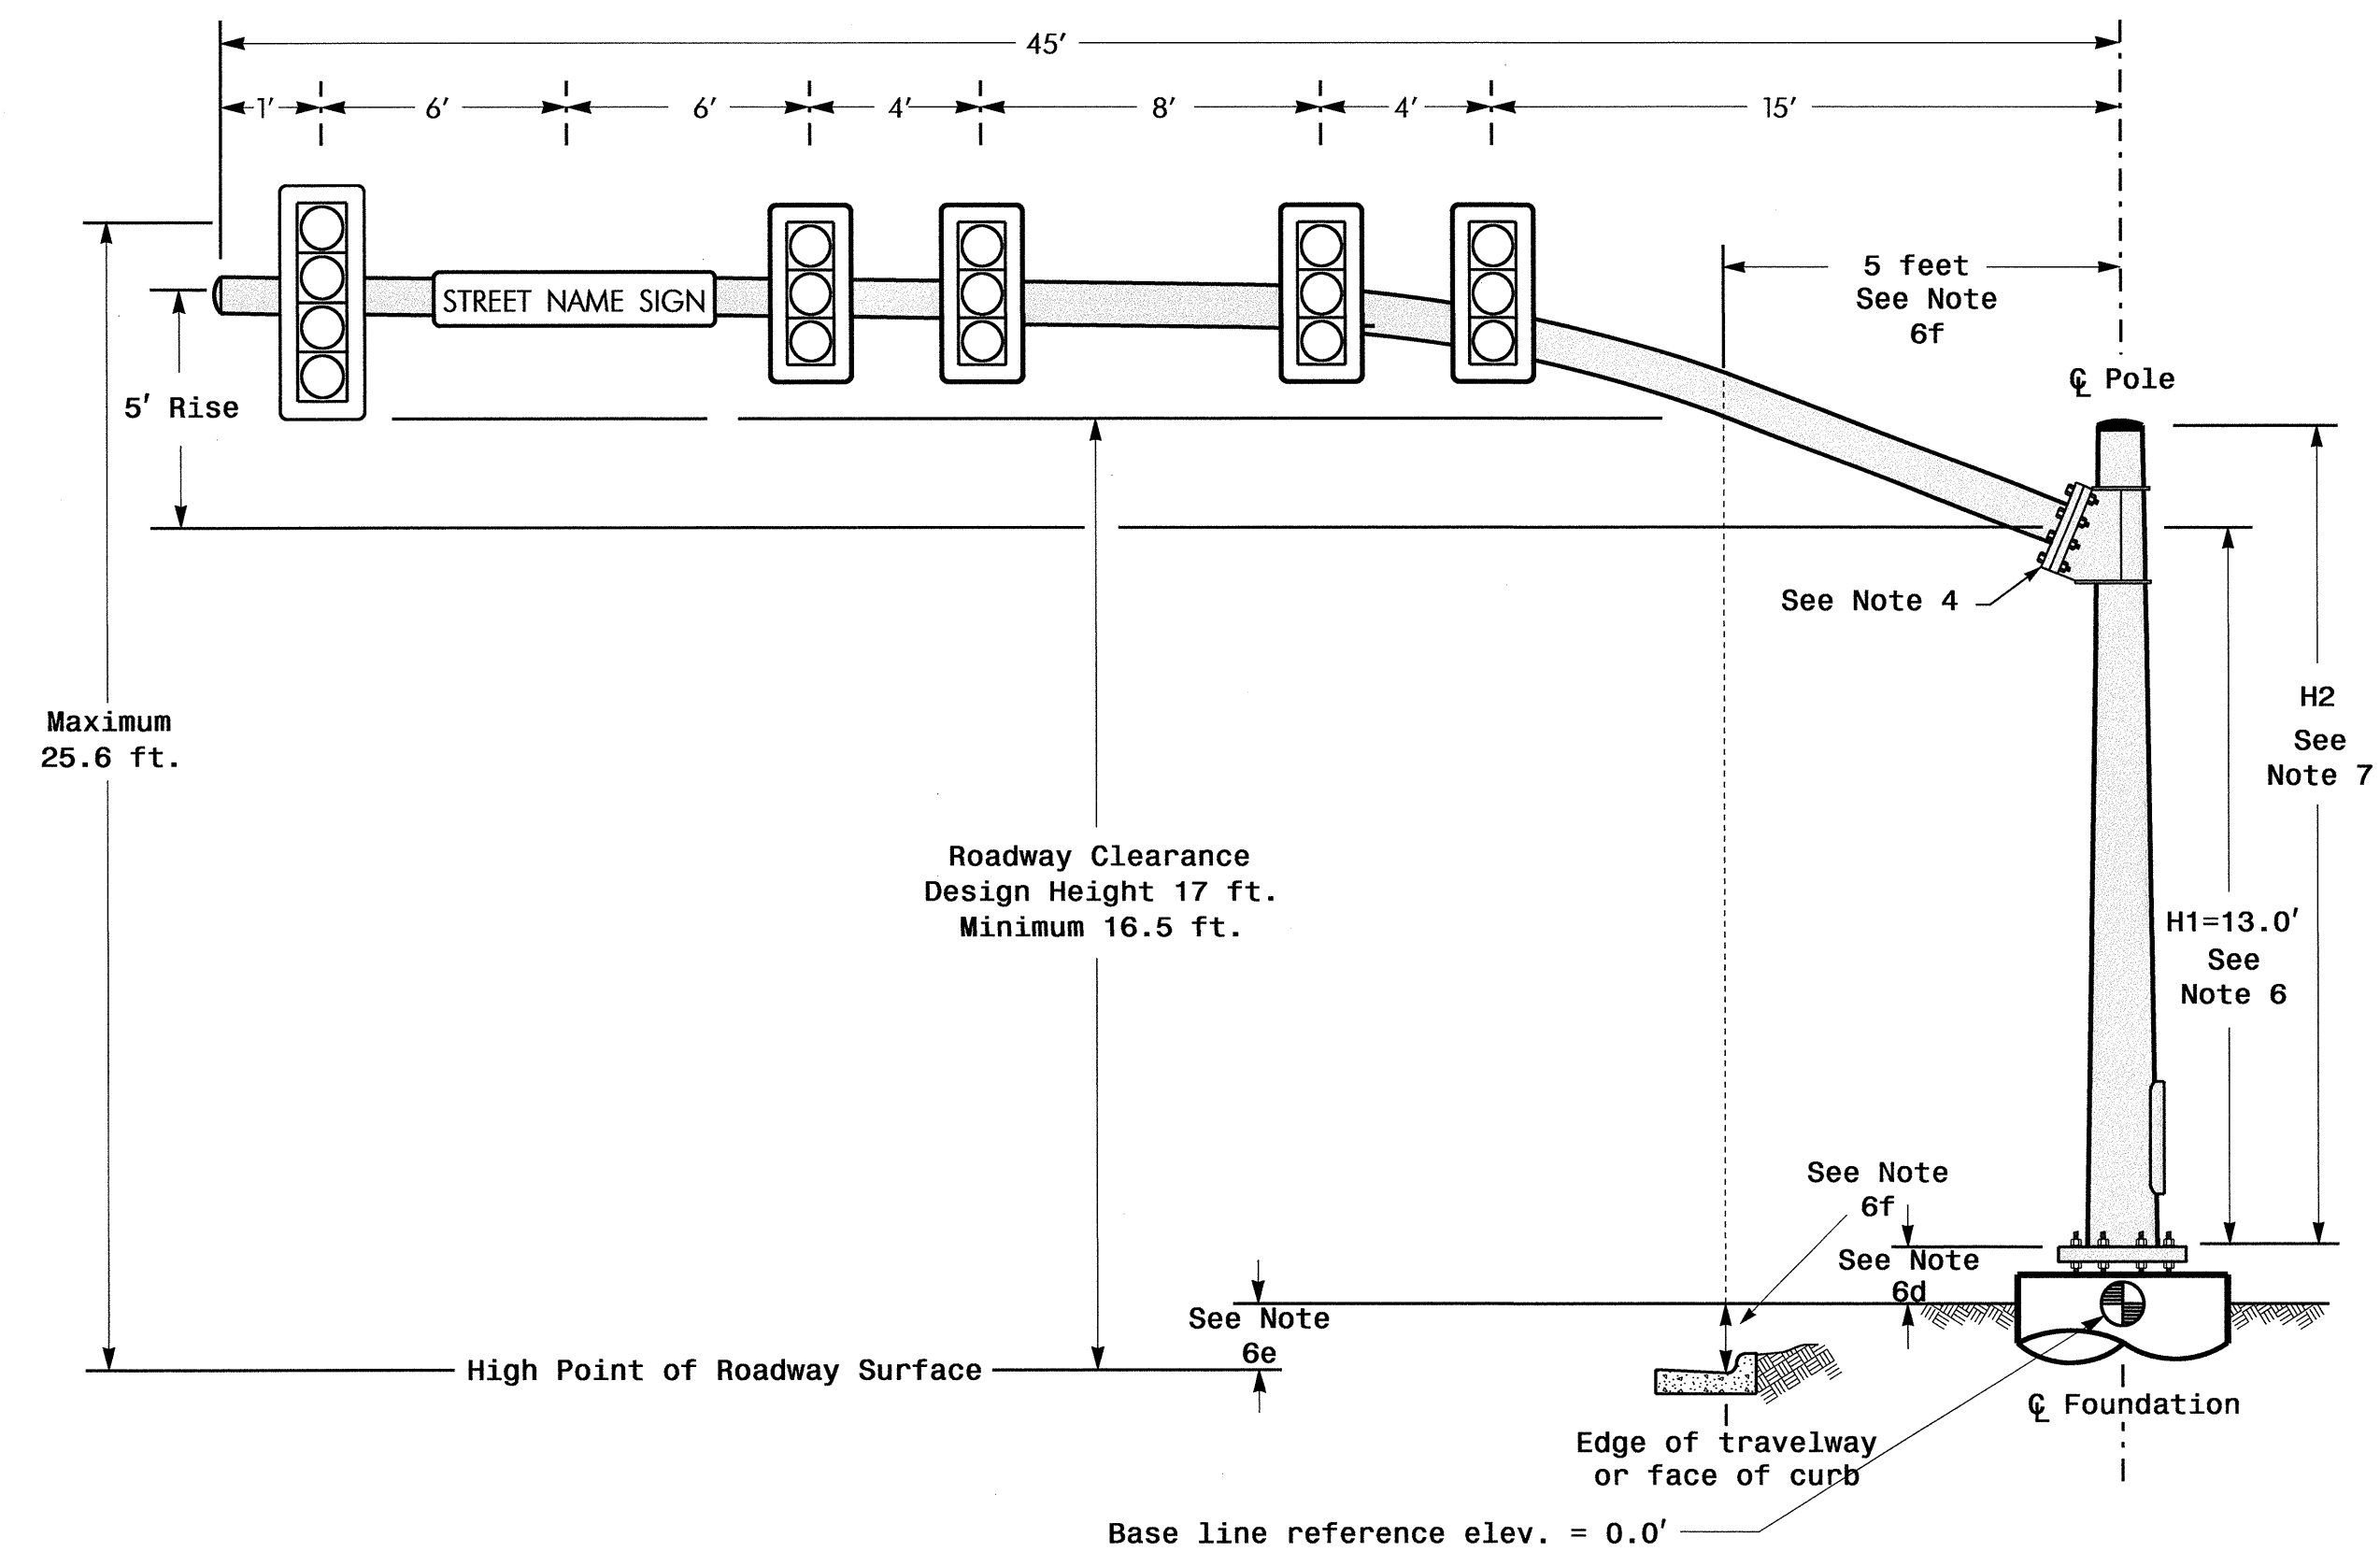 45'
1' 6' 6' 4' 8' 4' 15'
STREET NAME SIGN
5 feet
See Note
6f
℄ Pole
5' Rise
See Note 4
Maximum
25.6 ft.
H2
See
Note 7
Roadway Clearance
Design Height 17 ft.
Minimum 16.5 ft.
H1=13.0'
See
Note 6
See Note
6f
See Note
6d
See Note
6e
High Point of Roadway Surface
℄ Foundation
Edge of travelway
or face of curb
Base line reference elev. = 0.0'